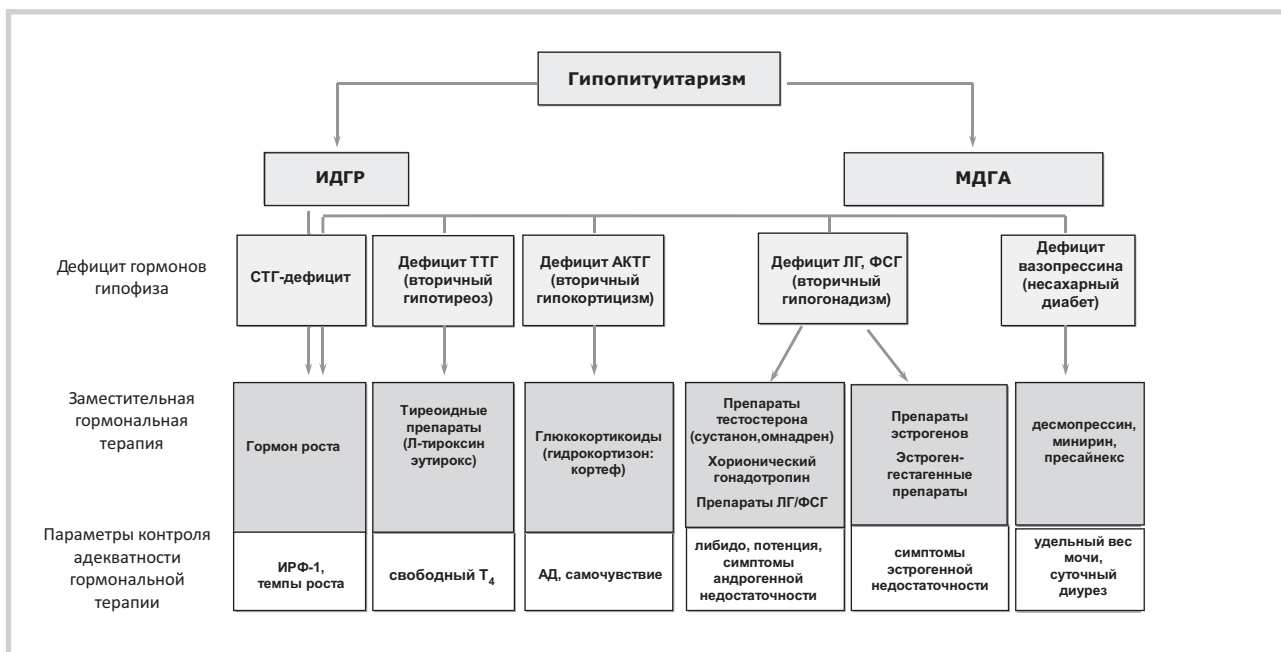 Гипопитуитаризм
ИДГР
МДГА
Дефицит гормонов
гипофиза
СТГ-дефицит
Дефицит ТТГ
(вторичный
гипотиреоз)
Дефицит АКТГ
(вторичный
гипокортицизм)
Дефицит ЛГ, ФСГ
(вторичный
гипогонадизм)
Дефицит
вазопрессина
(несахарный
диабет)
Заместительная
гормональная
терапия
Гормон роста
Тиреоидные
препараты
(Л-тироксин
эутирокс)
Глюкокортикоиды
(гидрокортизон:
кортеф)
Препараты
тестостерона
(сустанон,омнадрен)
Хорионический
гонадотропин
Препараты ЛГ/ФСГ
Препараты
эстрогенов
Эстроген-
гестагенные
препараты
десмопрессин,
минирин,
пресайнекс
Параметры контроля
адекватности
гормональной
терапии
ИРФ-1,
темпы роста
свободный Т4
АД, самочувствие
либидо, потенция,
симптомы
андрогенной
недостаточности
симптомы
эстрогенной
недостаточности
удельный вес
мочи,
суточный
диурез